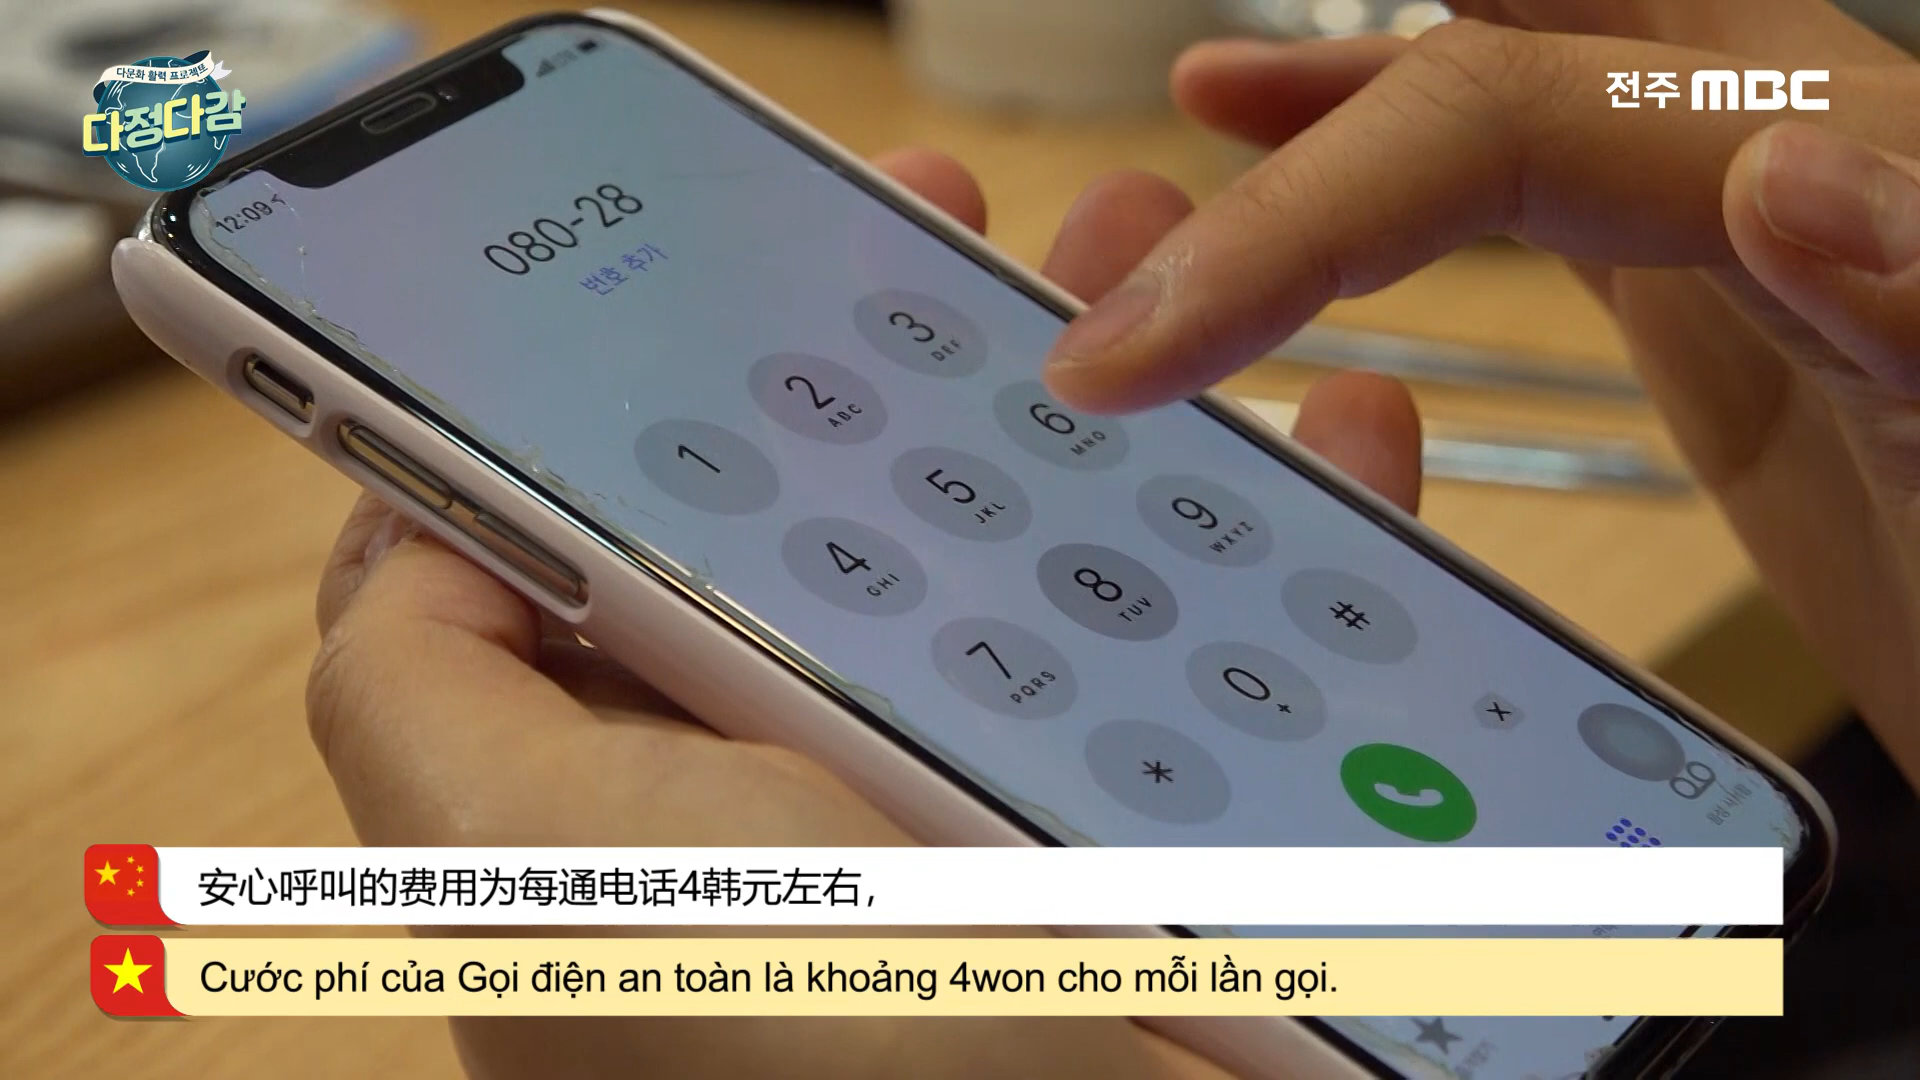 다문화 활력 프로젝트
다정다감
전주 MBC
12:09
080-28
번호 추가
1
2
ABC
3
DEF
4
GHI
5
JKL
6
MNO
7
PQRS
8
TUV
9
WXYZ
*
0
+
#
安心呼叫的费用为每通电话4韩元左右，
Cước phí của Gọi điện an toàn là khoảng 4won cho mỗi lần gọi.